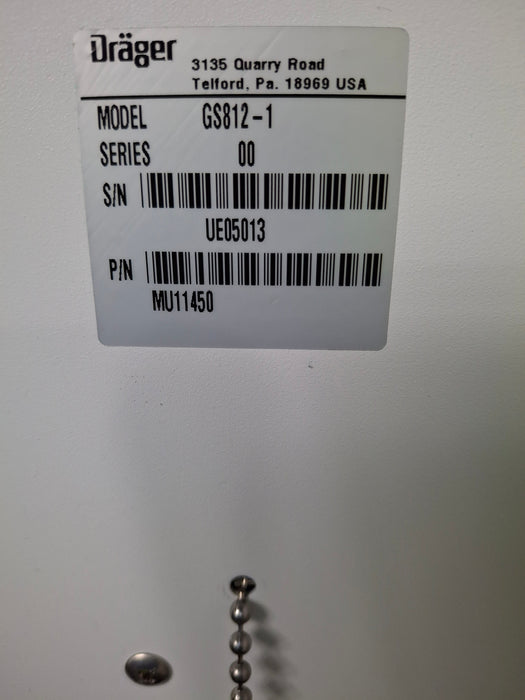 Dräger
3135 Quarry Road
Telford, Pa. 18969 USA
MODEL GS812-1
SERIES 00
S/N
UE05013
P/N
MU11450